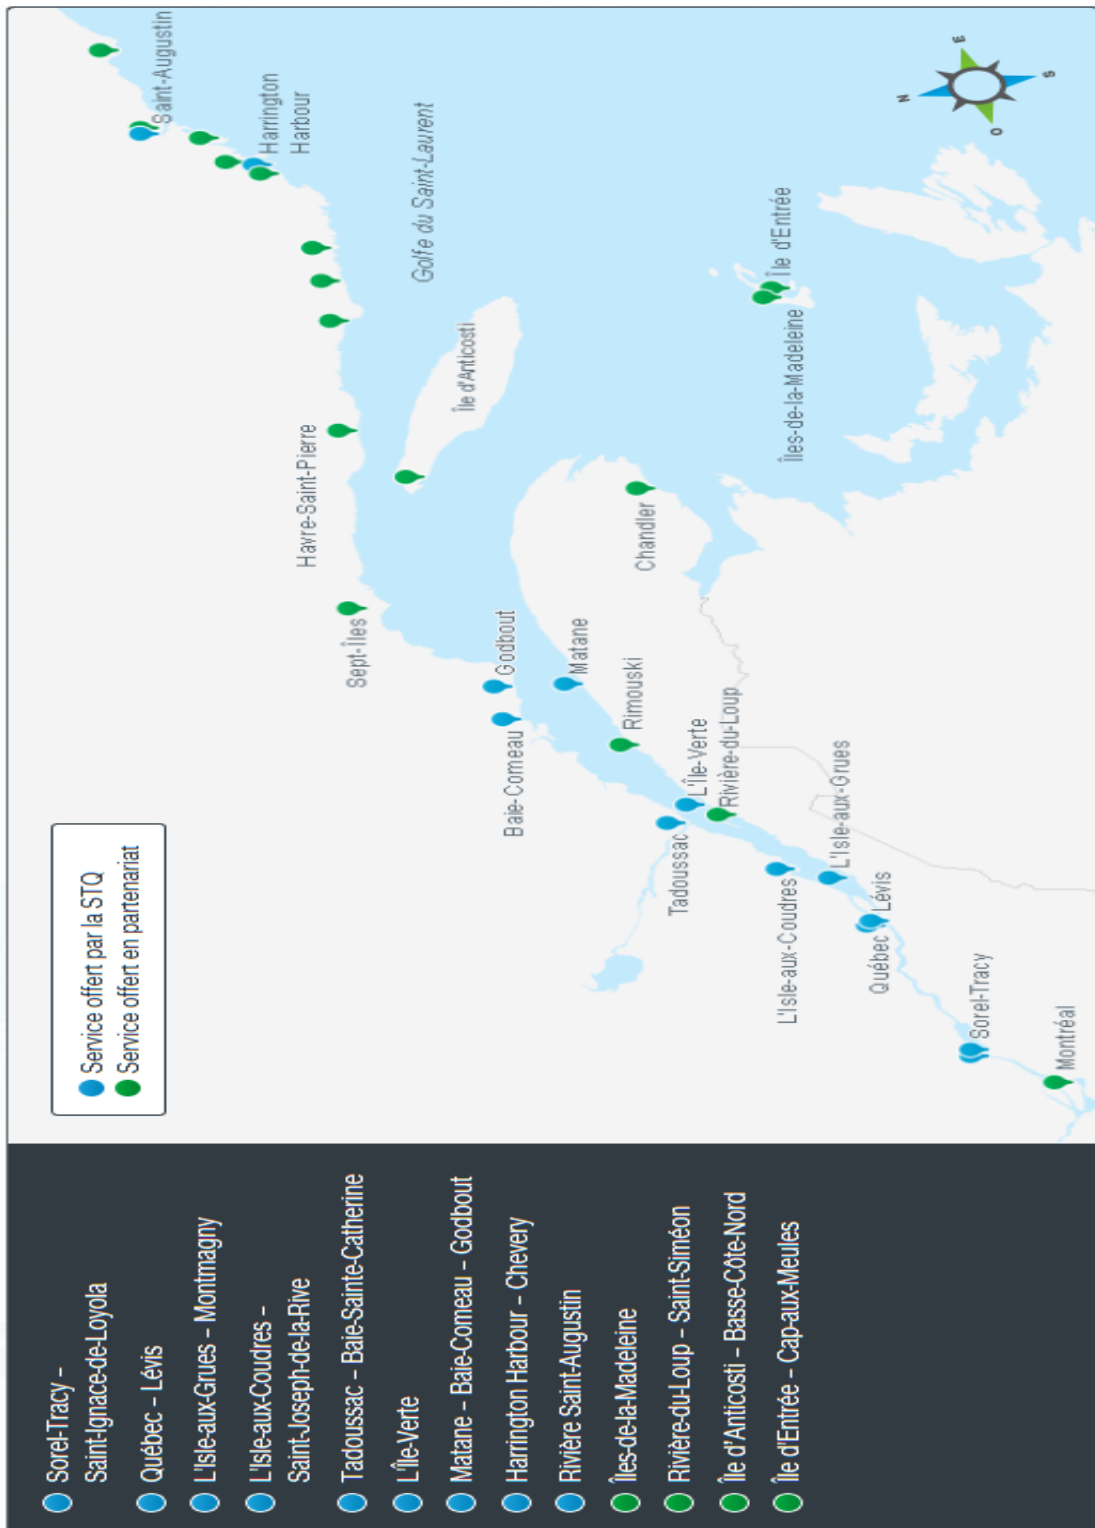 Sorel-Tracy –
Saint-Ignace-de-Loyola
Québec – Lévis
L'Isle-aux-Grues – Montmagny
L'Isle-aux-Coudres –
Saint-Joseph-de-la-Rive
Tadoussac – Baie-Sainte-Catherine
L'Île-Verte
Matane – Baie-Comeau – Godbout
Harrington Harbour – Chevery
Rivière Saint-Augustin
Îles-de-la-Madeleine
Rivière-du-Loup – Saint-Siméon
Île d'Anticosti – Basse-Côte-Nord
Île d'Entrée – Cap-aux-Meules
Service offert par la STQ
Service offert en partenariat
Saint-Augustin
Harrington
Harbour
Golfe du Saint-Laurent
Havre-Saint-Pierre
Île d'Anticosti
Sept-Îles
Godbout
Baie-Comeau
Matane
Chandler
Île d'Entrée
Îles-de-la-Madeleine
Rimouski
L'Île-Verte
Rivière-du-Loup
Tadoussac
L'Isle-aux-Grues
L'Isle-aux-Coudres
Lévis
Québec
Sorel-Tracy
Montréal
N
E
S
O